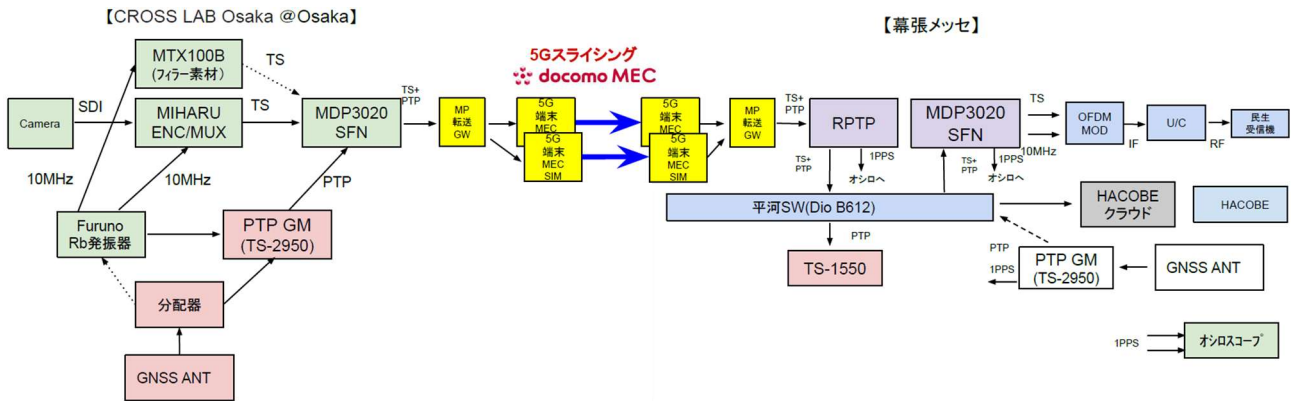 【CROSS LAB Osaka @Osaka】
【幕張メッセ】
MTX100B
(フィラー素材)
TS
5Gスライシング
docomo MEC
Camera
SDI
MIHARU
ENC/MUX
TS
MDP3020
SFN
TS+
PTP
MP
転送
GW
5G
端末
MEC
5G
端末
MEC
SIM
5G
端末
MEC
5G
端末
MEC
SIM
MP
転送
GW
TS+
PTP
RPTP
MDP3020
SFN
TS
10MHz
OFDM
MOD
IF
U/C
RF
民生
受信機
10MHz
10MHz
PTP
TS+
PTP
1PPS
オシロへ
TS+
PTP
1PPS
オシロへ
Furuno
Rb発振器
PTP GM
(TS-2950)
平河SW(Dio B612)
HACOBE
クラウド
HACOBE
PTP
TS-1550
PTP
1PPS
PTP GM
(TS-2950)
GNSS ANT
分配器
GNSS ANT
1PPS
オシロスコープ